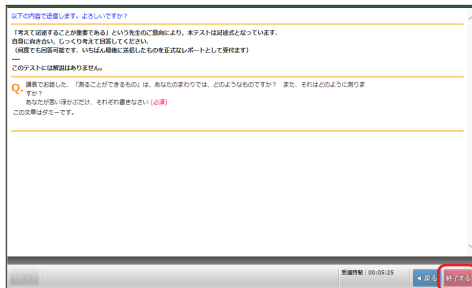 以下の内容で送信します。よろしいですか？
「考えて記述することが重要である」という先生のご意向により、本テストは記述式となっています。
自身に向き合い、じっくり考えて回答してください。
（何度でも回答可能です。いちばん最後に送信したものを正式なレポートとして受付ます）
---
このテストには解説はありません。
Q. 講義でお話した、「測ることができるもの」は、あなたのまわりでは、どのようなものですか？ また、それはどのように測りま
すか？
あなたが思い浮かぶだけ、それぞれ書きなさい (必須)
この文章はダミーです。
受講時間 | 00:05:25
◀ 戻る
終了する